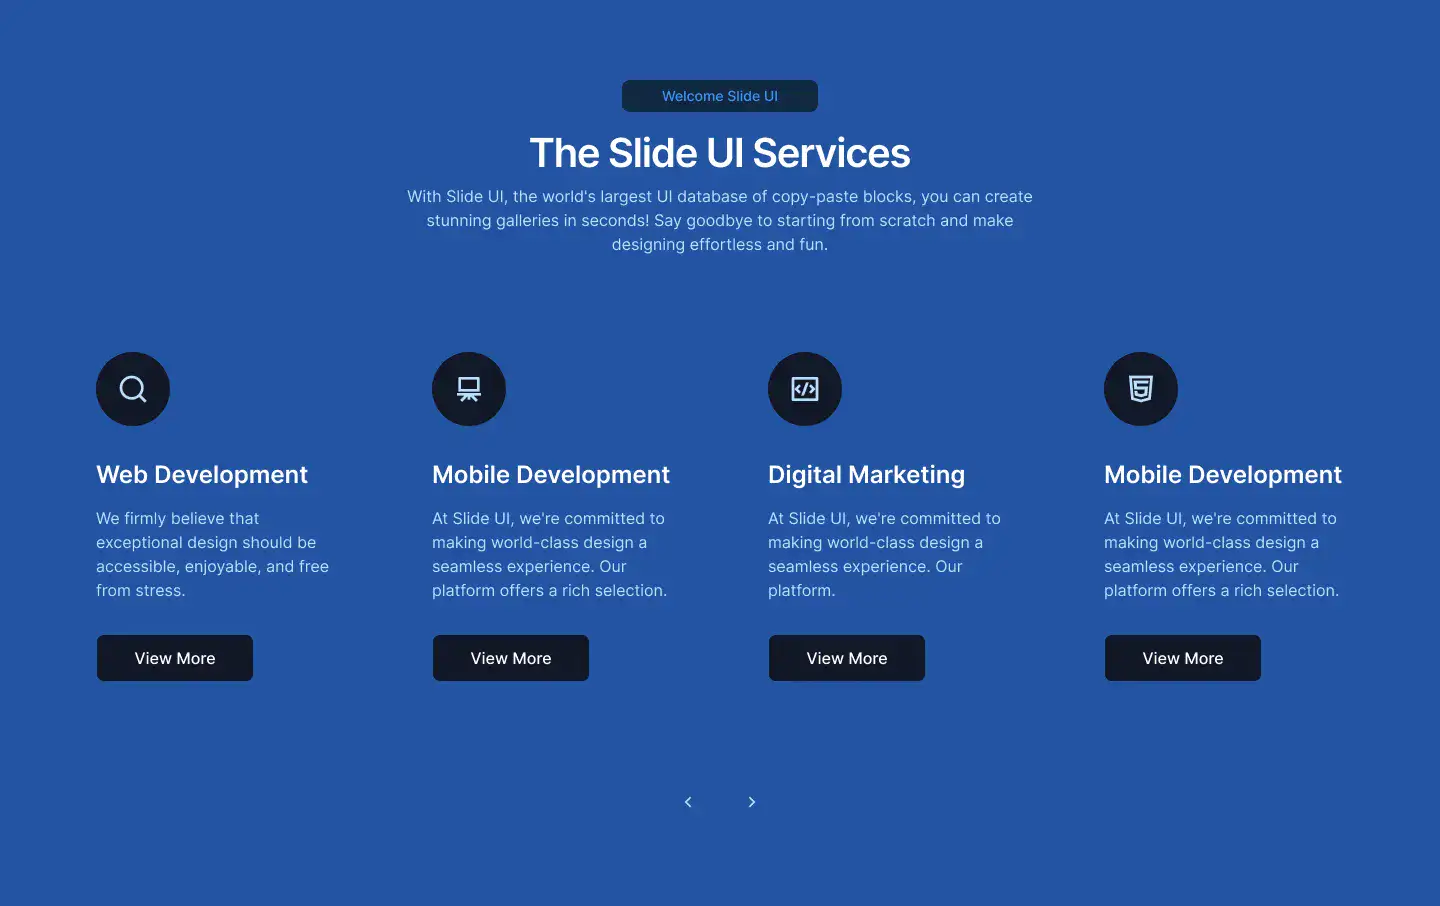 Welcome Slide UI
The Slide UI Services
With Slide UI, the world's largest UI database of copy-paste blocks, you can create
stunning galleries in seconds! Say goodbye to starting from scratch and make
designing effortless and fun.
Web Development
We firmly believe that
exceptional design should be
accessible, enjoyable, and free
from stress.
View More
Mobile Development
At Slide UI, we're committed to
making world-class design a
seamless experience. Our
platform offers a rich selection.
View More
Digital Marketing
At Slide UI, we're committed to
making world-class design a
seamless experience. Our
platform.
View More
Mobile Development
At Slide UI, we're committed to
making world-class design a
seamless experience. Our
platform offers a rich selection.
View More